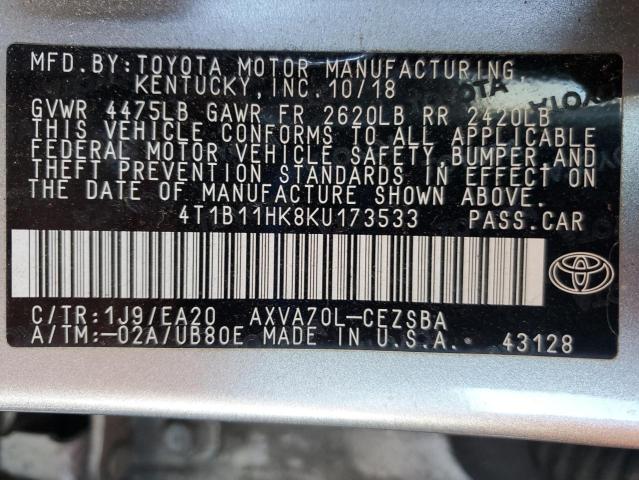 MFD.BY:TOYOTA MOTOR MANUFACTURING,
KENTUCKY, INC. 10/18
GVWR 4475LB GAWR FR 2620LB RR 2420LB
THIS VEHICLE CONFORMS TO ALL APPLICABLE
FEDERAL MOTOR VEHICLE SAFETY, BUMPER, AND
THEFT PREVENTION STANDARDS IN EFFECT ON
THE DATE OF MANUFACTURE SHOWN ABOVE.
4T1B11HK8KU173533 PASS.CAR
C/TR:1J9/EA20 AXVA70L-CEZSBA
A/TM:-02A/UB80E MADE IN U.S.A. 43128
TOYOTA